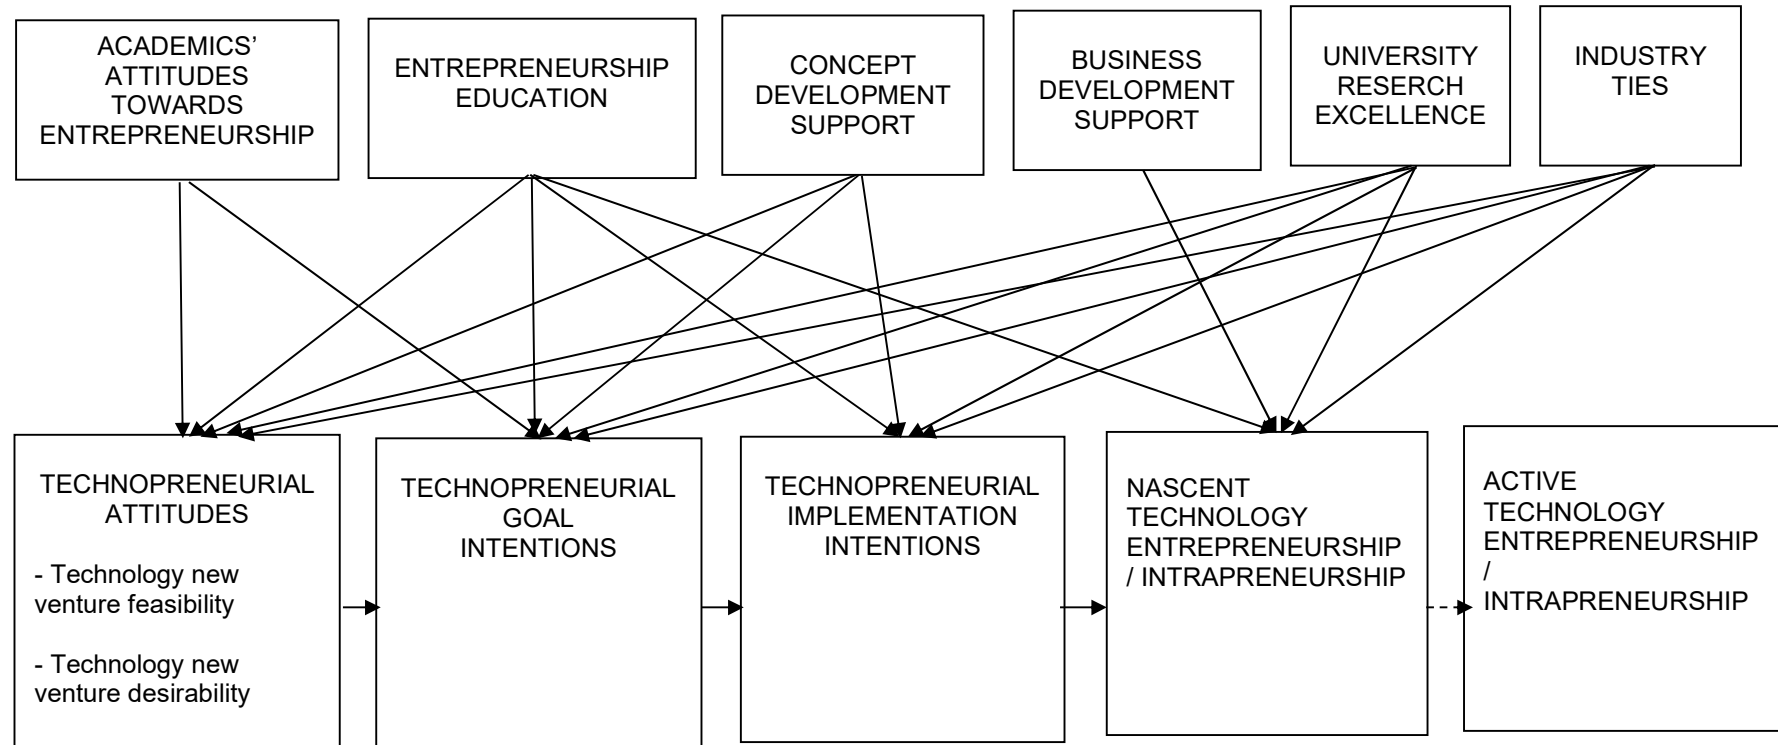 ACADEMICS’
ATTITUDES
TOWARDS
ENTREPRENEURSHIP
ENTREPRENEURSHIP
EDUCATION
CONCEPT
DEVELOPMENT
SUPPORT
BUSINESS
DEVELOPMENT
SUPPORT
UNIVERSITY
RESERCH
EXCELLENCE
INDUSTRY
TIES
TECHNOPRENEURIAL
ATTITUDES
- Technology new
venture feasibility
- Technology new
venture desirability
TECHNOPRENEURIAL
GOAL
INTENTIONS
TECHNOPRENEURIAL
IMPLEMENTATION
INTENTIONS
NASCENT
TECHNOLOGY
ENTREPRENEURSHIP
/ INTRAPRENEURSHIP
ACTIVE
TECHNOLOGY
ENTREPRENEURSHIP
/
INTRAPRENEURSHIP